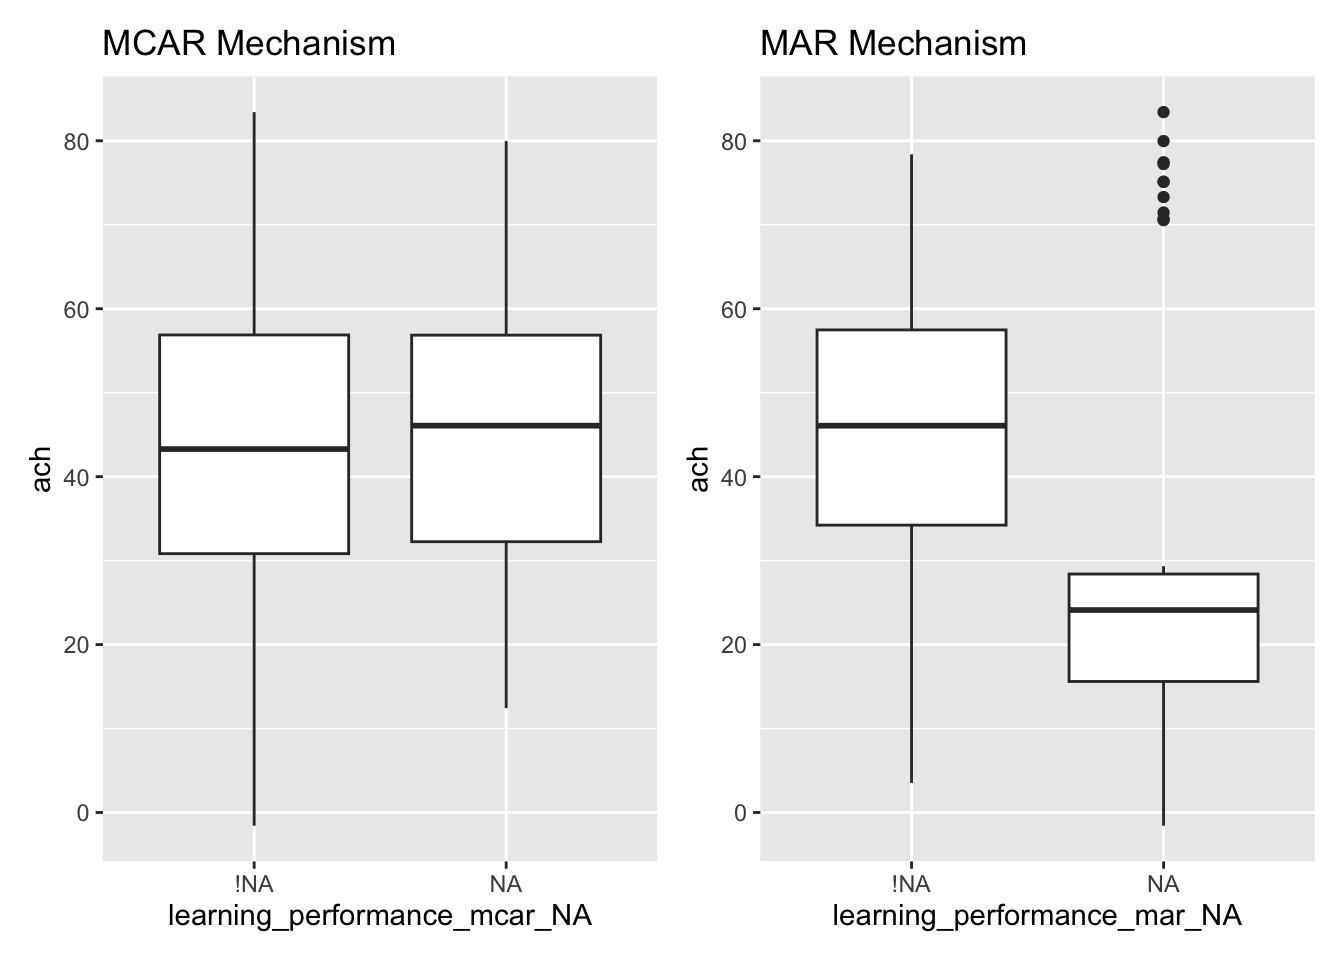 MCAR Mechanism
ach
80
60
40
20
0
!NA
NA
learning_performance_mcar_NA
MAR Mechanism
ach
80
60
40
20
0
!NA
NA
learning_performance_mar_NA